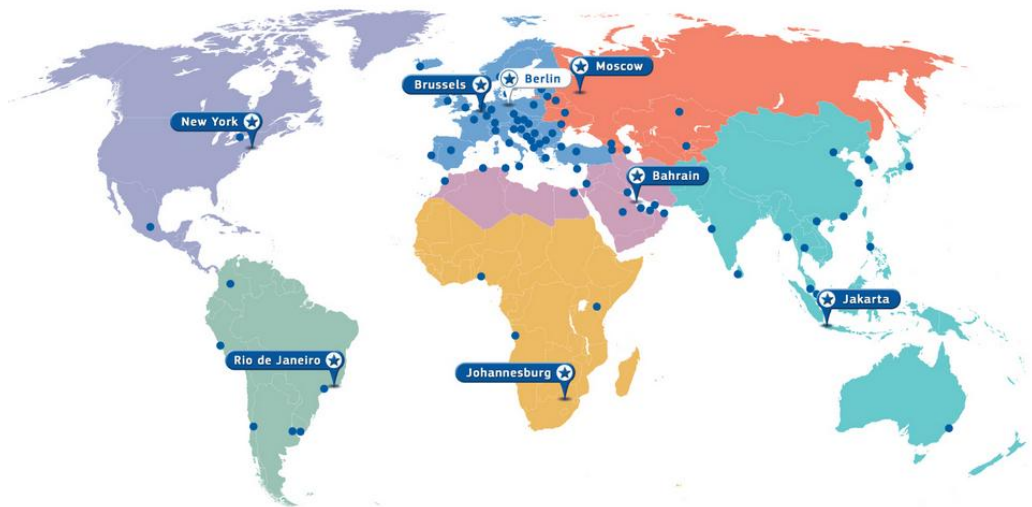 Moscow
Brussels
Berlin
New York
Bahrain
Jakarta
Rio de Janeiro
Johannesburg